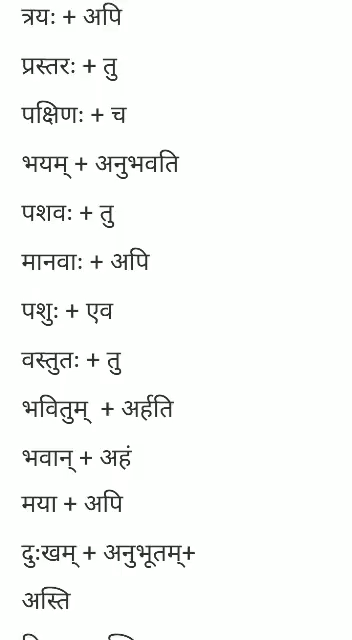 त्रयः + अपि
प्रस्तरः + तु
पक्षिणः + च
भयम् + अनुभवति
पशवः + तु
मानवाः + अपि
पशुः + एव
वस्तुतः + तु
भवितुम् + अर्हति
भवान् + अहं
मया + अपि
दुःखम् + अनुभूतम्+
अस्ति